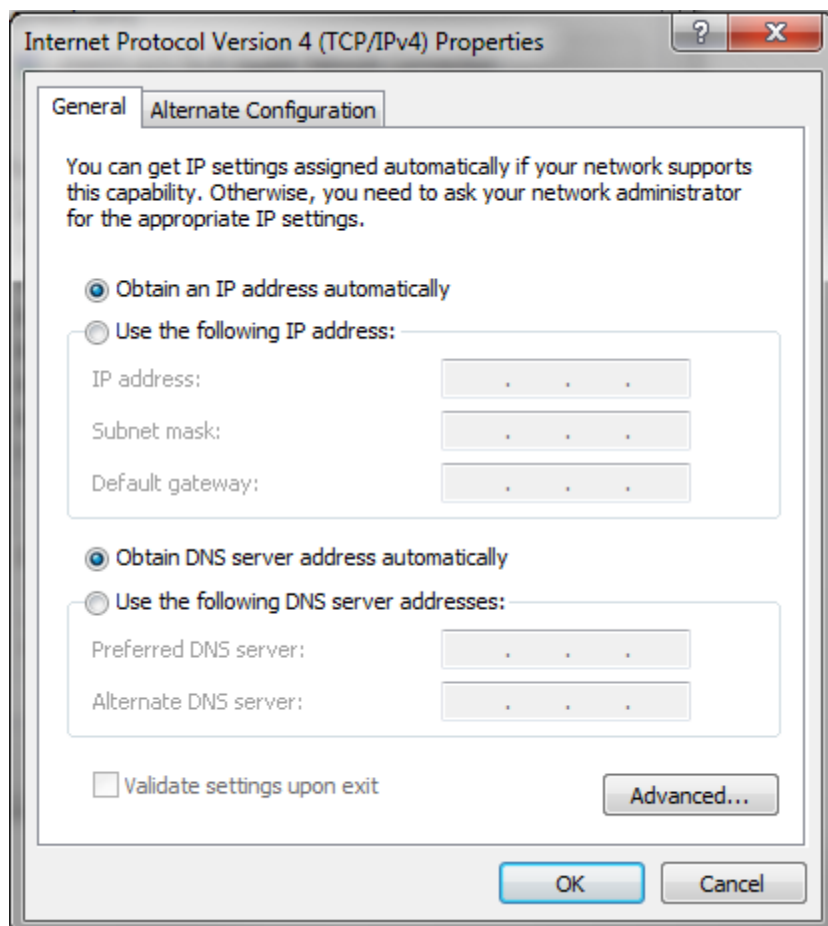 Internet Protocol Version 4 (TCP/IPv4) Properties
General
Alternate Configuration
You can get IP settings assigned automatically if your network supports
this capability. Otherwise, you need to ask your network administrator
for the appropriate IP settings.
Obtain an IP address automatically
Use the following IP address:
IP address:
Subnet mask:
Default gateway:
Obtain DNS server address automatically
Use the following DNS server addresses:
Preferred DNS server:
Alternate DNS server:
Validate settings upon exit
Advanced...
OK
Cancel